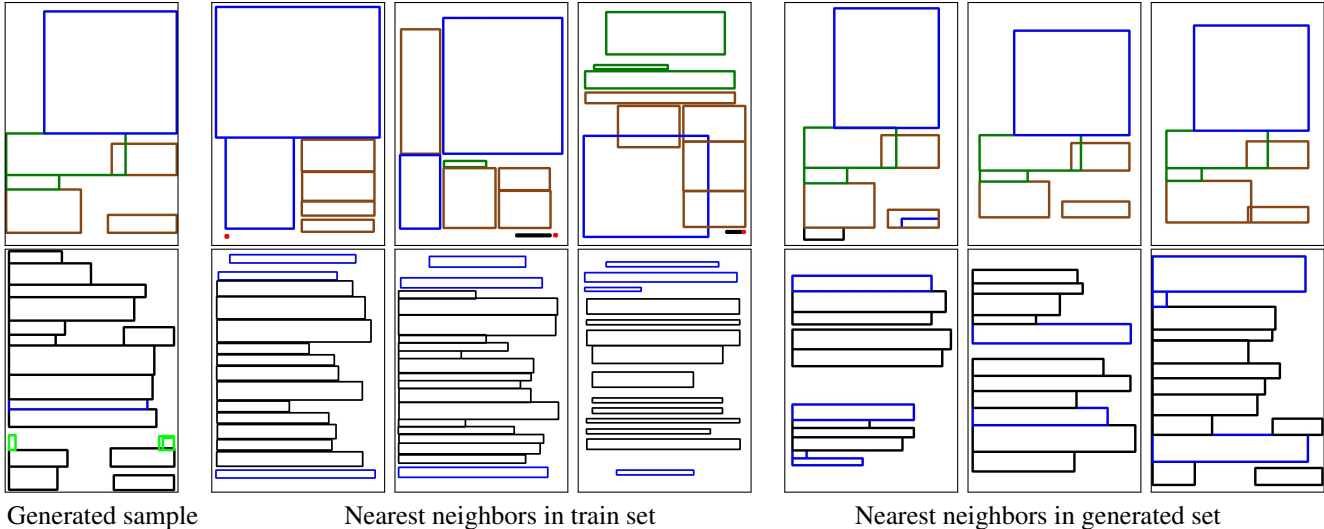 Generated sample
Nearest neighbors in train set
Nearest neighbors in generated set